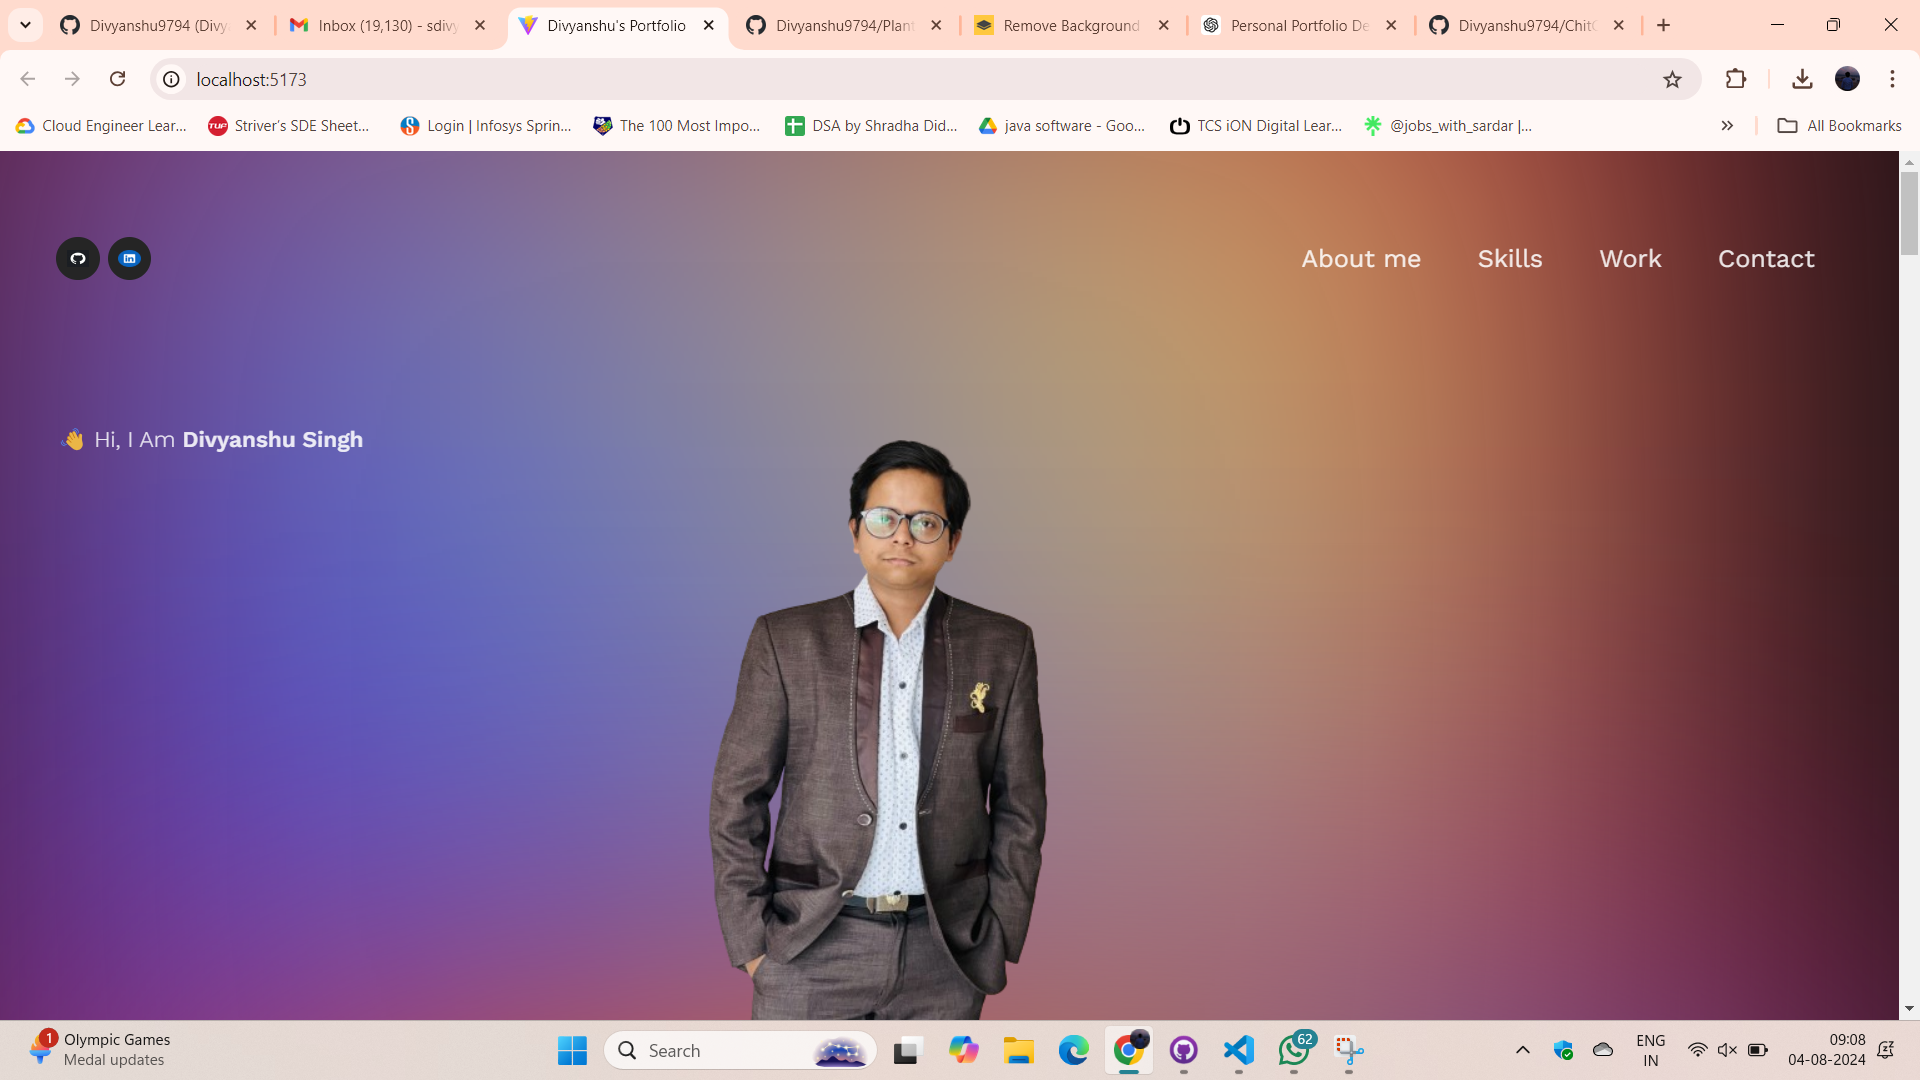 Divyanshu9794 (Divy
Inbox (19,130) - sdivy
Divyanshu's Portfolio
Divyanshu9794/Plant
Remove Background
Personal Portfolio De
Divyanshu9794/ChitC
localhost:5173
Cloud Engineer Lear...
TUF
Striver's SDE Sheet...
Login | Infosys Sprin...
The 100 Most Impo...
DSA by Shradha Did...
java software - Goo...
TCS iON Digital Lear...
@jobs_with_sardar |...
All Bookmarks
About me
Skills
Work
Contact
👋 Hi, I Am Divyanshu Singh
1
Olympic Games
Medal updates
Search
62
ENG
IN
09:08
04-08-2024